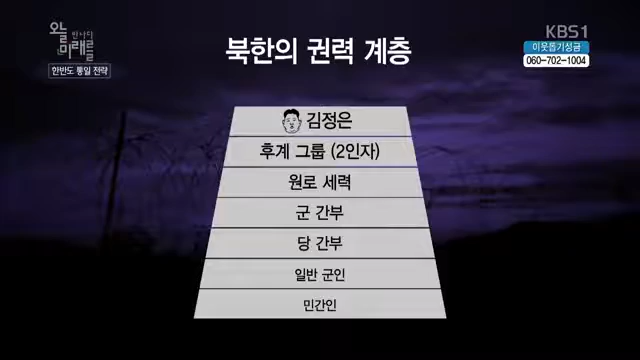 오늘
미래를
만나다
한반도 통일 전략
북한의 권력 계층
KBS1
이웃돕기성금
060-702-1004
김정은
후계 그룹 (2인자)
원로 세력
군 간부
당 간부
일반 군인
민간인